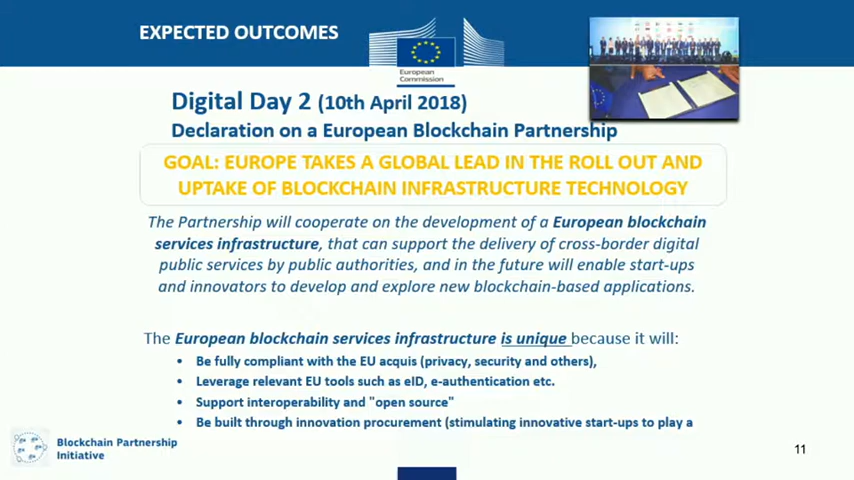 EXPECTED OUTCOMES
European
Commission
Digital Day 2 (10th April 2018)
Declaration on a European Blockchain Partnership
GOAL: EUROPE TAKES A GLOBAL LEAD IN THE ROLL OUT AND
UPTAKE OF BLOCKCHAIN INFRASTRUCTURE TECHNOLOGY
The Partnership will cooperate on the development of a European blockchain
services infrastructure, that can support the delivery of cross-border digital
public services by public authorities, and in the future will enable start-ups
and innovators to develop and explore new blockchain-based applications.
The European blockchain services infrastructure is unique because it will:
• Be fully compliant with the EU acquis (privacy, security and others),
• Leverage relevant EU tools such as eID, e-authentication etc.
• Support interoperability and "open source"
• Be built through innovation procurement (stimulating innovative start-ups to play a
Blockchain Partnership
Initiative
11